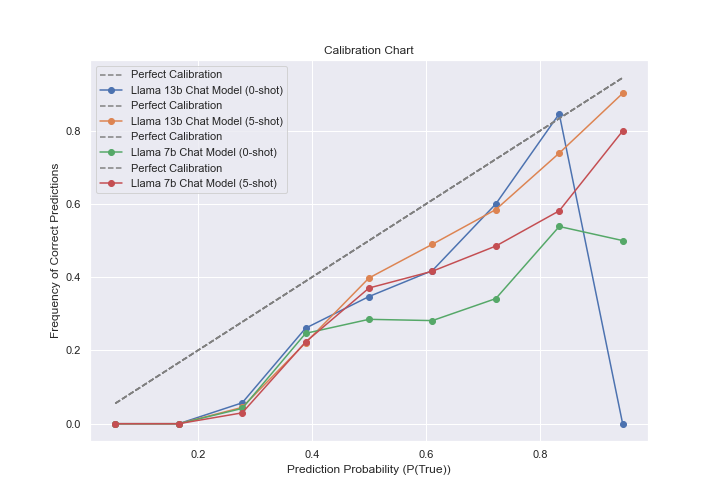 Calibration Chart
Perfect Calibration
Llama 13b Chat Model (0-shot)
Perfect Calibration
Llama 13b Chat Model (5-shot)
Perfect Calibration
Llama 7b Chat Model (0-shot)
Perfect Calibration
Llama 7b Chat Model (5-shot)
Frequency of Correct Predictions
0.8
0.6
0.4
0.2
0.0
0.2 0.4 0.6 0.8
Prediction Probability (P(True))